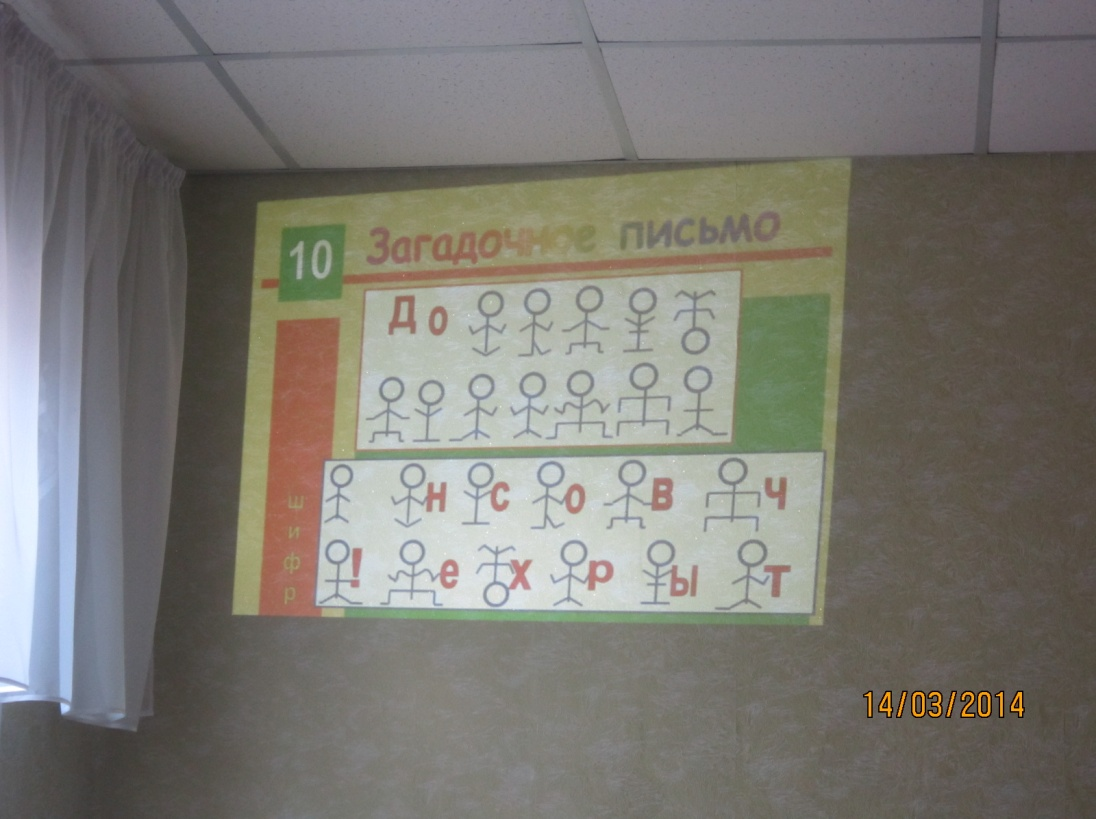 10 Загадочное письмо
До
н с о в ч
! е х р ы т
шифр
14/03/2014